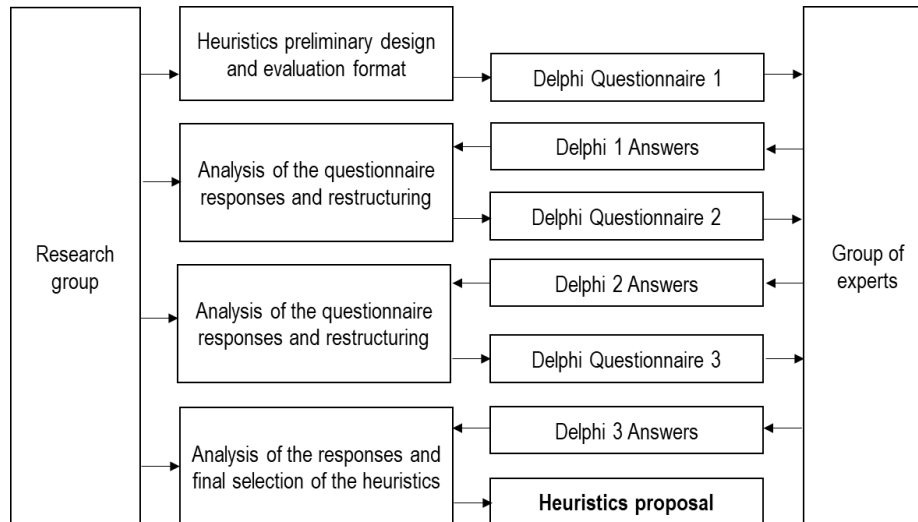 Heuristics preliminary design
and evaluation format
Delphi Questionnaire 1
Delphi 1 Answers
Analysis of the questionnaire
responses and restructuring
Delphi Questionnaire 2
Research
group
Group of
experts
Delphi 2 Answers
Analysis of the questionnaire
responses and restructuring
Delphi Questionnaire 3
Delphi 3 Answers
Analysis of the responses and
final selection of the heuristics
Heuristics proposal